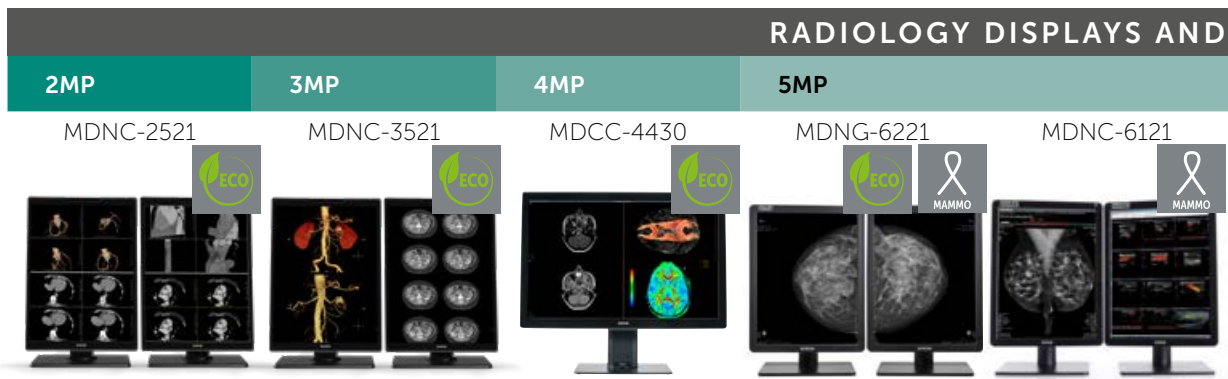 RADIOLOGY DISPLAYS AND
2MP 3MP 4MP 5MP
MDNC-2521 MDNC-3521 MDCC-4430 MDNG-6221 MDNC-6121
ECO ECO ECO ECO MAMMO MAMMO